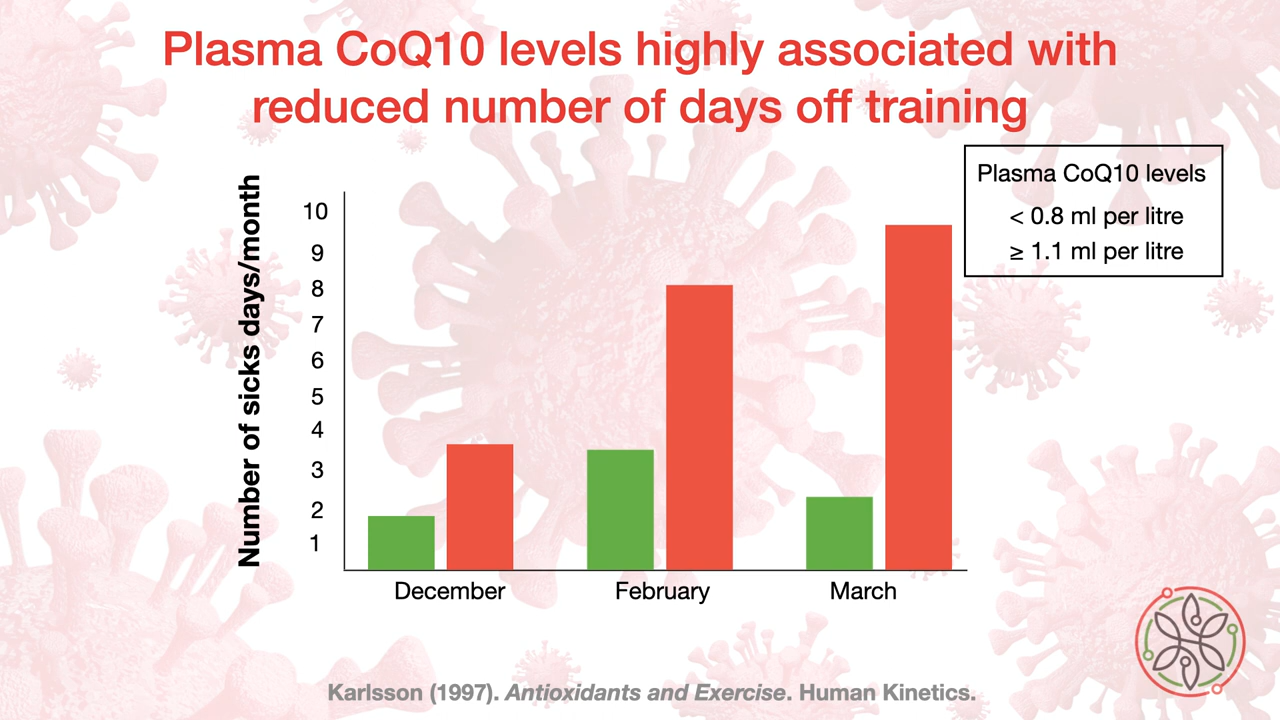 Plasma CoQ10 levels highly associated with
reduced number of days off training
Plasma CoQ10 levels
< 0.8 ml per litre
≥ 1.1 ml per litre
Number of sicks days/month
10
9
8
7
6
5
4
3
2
1
December February March
Karlsson (1997). Antioxidants and Exercise. Human Kinetics.